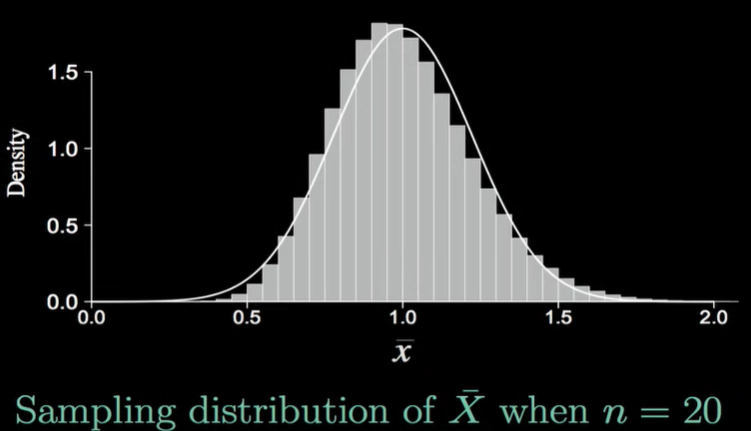 1.5
1.0
0.5
0.0
Density
0.0 0.5 1.0 1.5 2.0
x̅
Sampling distribution of X̄ when n = 20